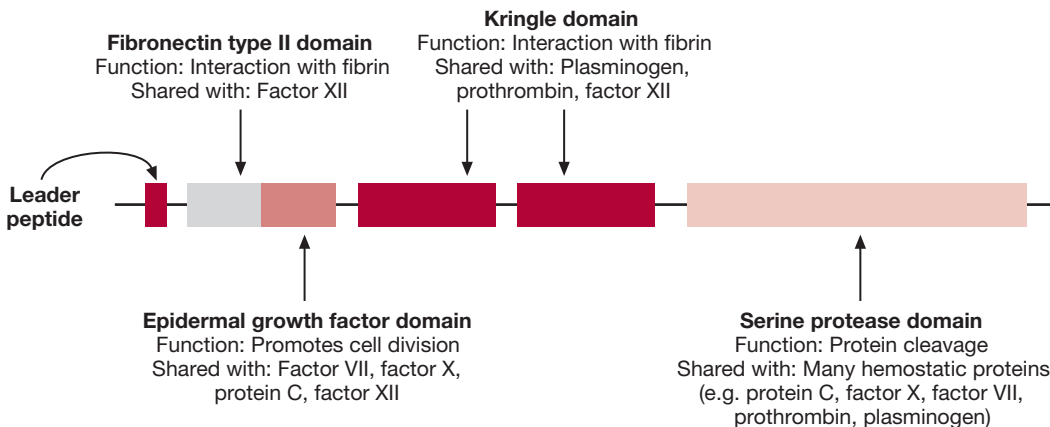 Fibronectin type II domain
Function: Interaction with fibrin
Shared with: Factor XII
Kringle domain
Function: Interaction with fibrin
Shared with: Plasminogen,
prothrombin, factor XII
Leader
peptide
Epidermal growth factor domain
Function: Promotes cell division
Shared with: Factor VII, factor X,
protein C, factor XII
Serine protease domain
Function: Protein cleavage
Shared with: Many hemostatic proteins
(e.g. protein C, factor X, factor VII,
prothrombin, plasminogen)